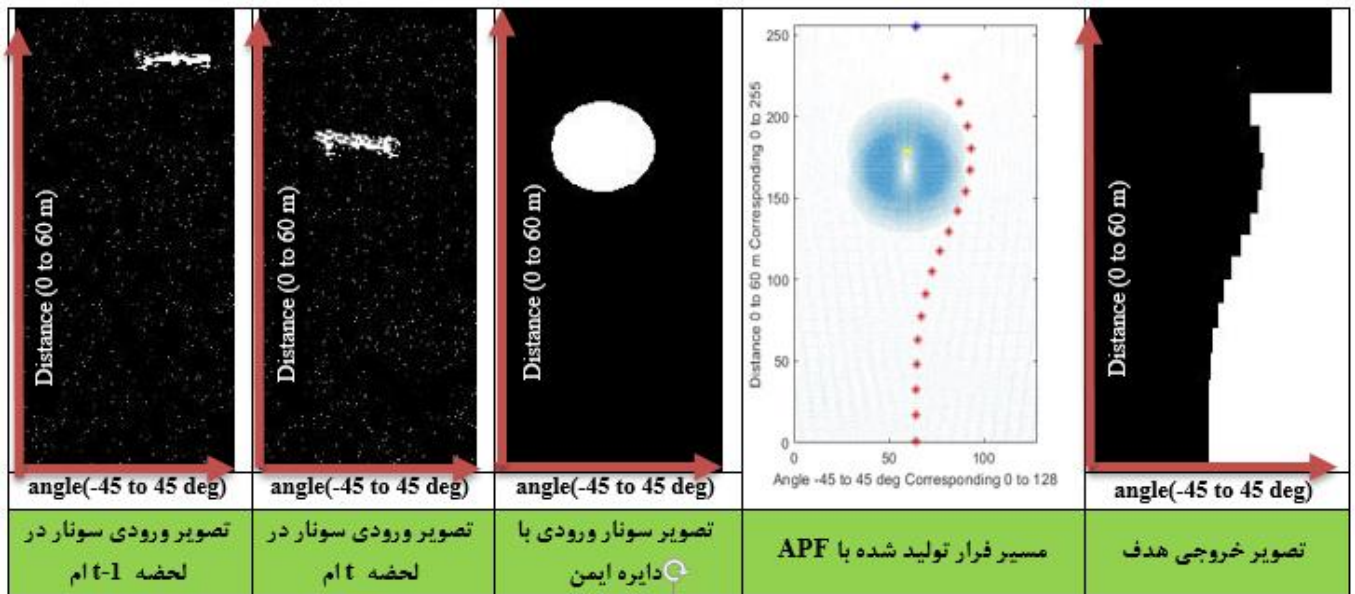 Distance (0 to 60 m)
angle(-45 to 45 deg)
تصویر ورودی سونار در
لحضه t-1 ام
Distance (0 to 60 m)
angle(-45 to 45 deg)
تصویر ورودی سونار در
لحضه t ام
Distance (0 to 60 m)
angle(-45 to 45 deg)
تصویر سونار ورودی با
دایره ایمن
250
200
150
100
50
0
0
50
100
Distance 0 to 60 m Corresponding 0 to 255
Angle -45 to 45 deg Corresponding 0 to 128
مسیر فرار تولید شده با APF
Distance (0 to 60 m)
angle(-45 to 45 deg)
تصویر خروجی هدف